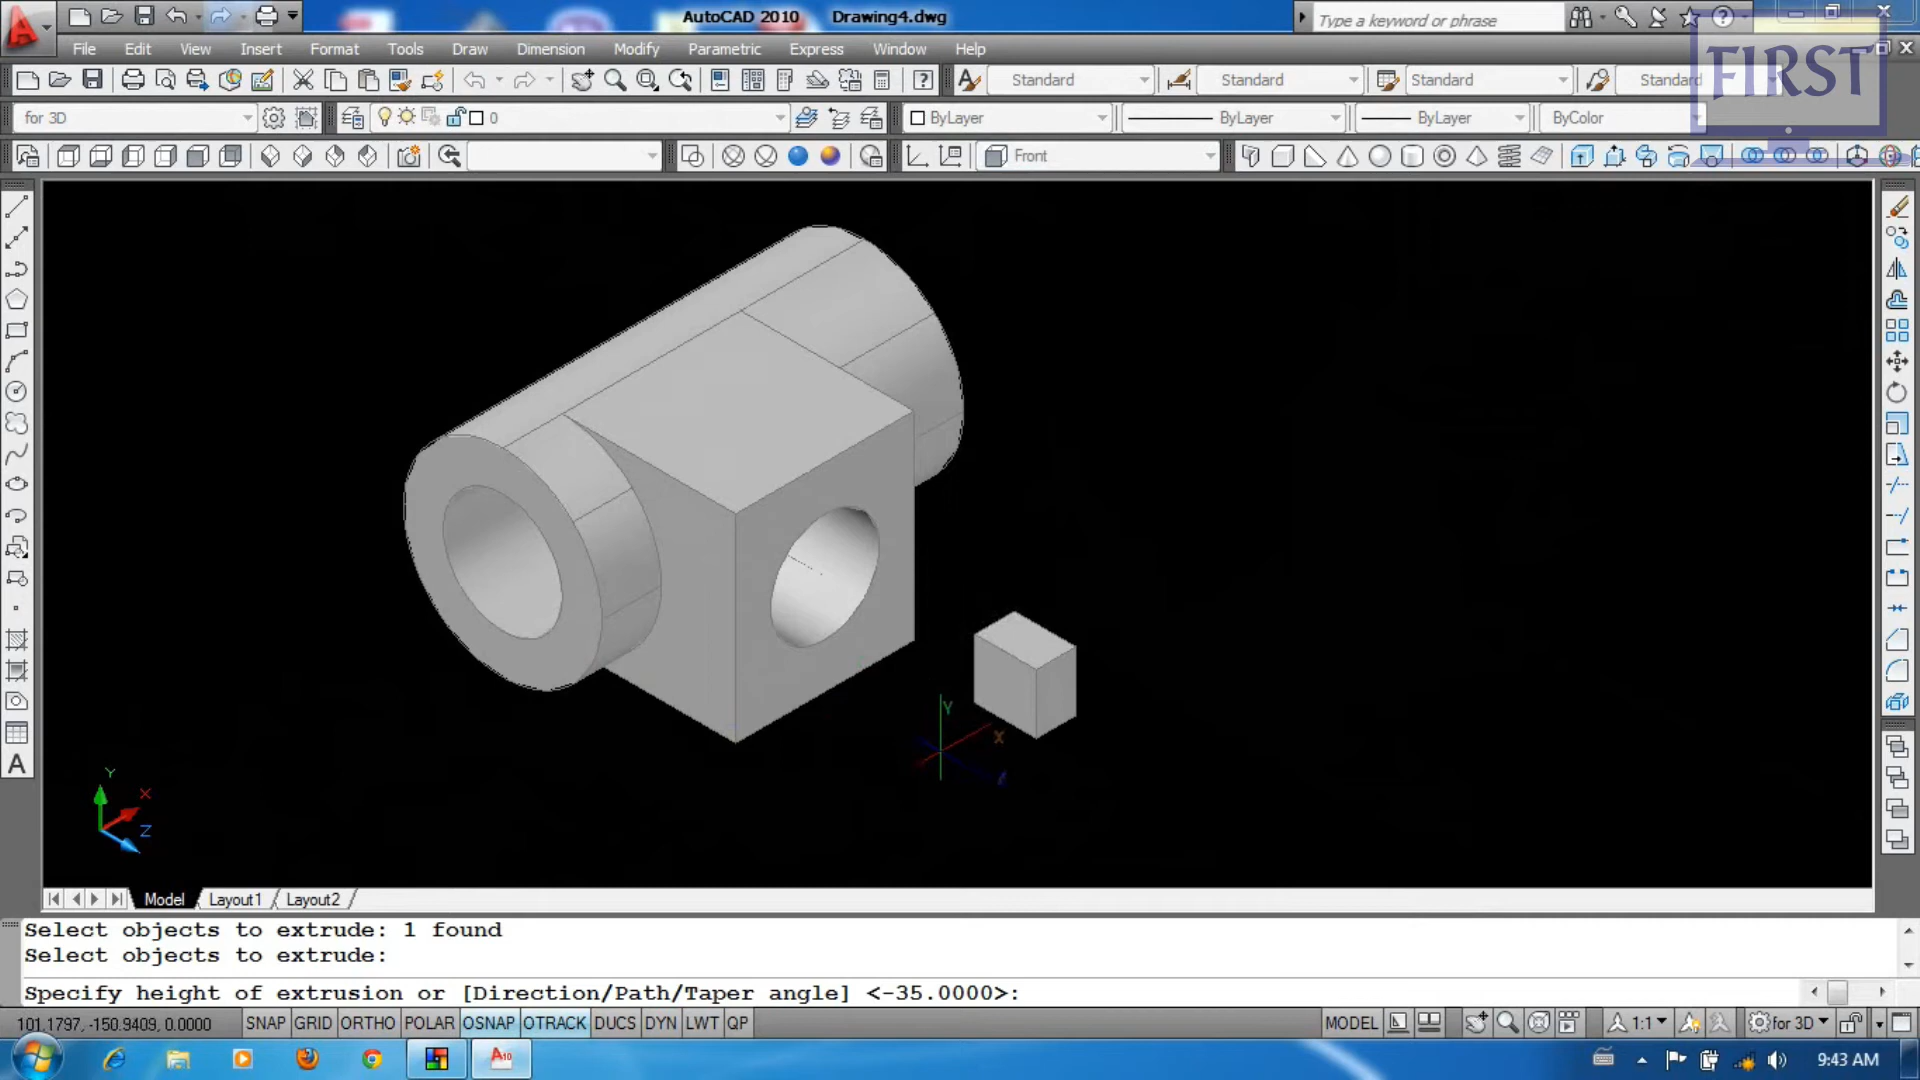 AutoCAD 2010 Drawing4.dwg
Type a keyword or phrase
File Edit View Insert Format Tools Draw Dimension Modify Parametric Express Window Help
FIRST
Standard Standard Standard Standard
for 3D
0
ByLayer ByLayer ByLayer ByColor
Front
Y
X
Y
X
Z
Model Layout1 Layout2
Select objects to extrude: 1 found
Select objects to extrude:
Specify height of extrusion or [Direction/Path/Taper angle] <-35.0000>:
101.1797, -150.9409, 0.0000 SNAP GRID ORTHO POLAR OSNAP OTRACK DUCS DYN LWT QP MODEL 1:1 for 3D
9:43 AM